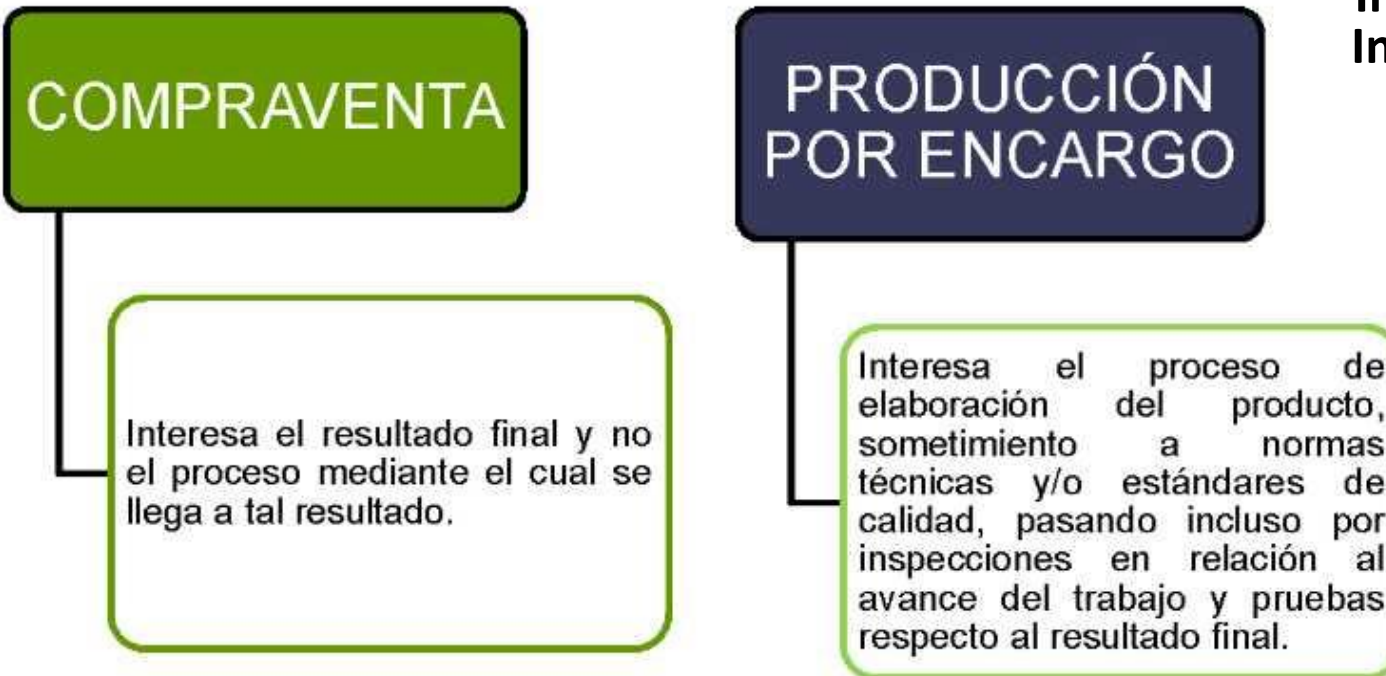 COMPRAVENTA
Interesa el resultado final y no
el proceso mediante el cual se
llega a tal resultado.
PRODUCCIÓN
POR ENCARGO
Interesa el proceso de
elaboración del producto,
sometimiento a normas
técnicas y/o estándares de
calidad, pasando incluso por
inspecciones en relación al
avance del trabajo y pruebas
respecto al resultado final.
In